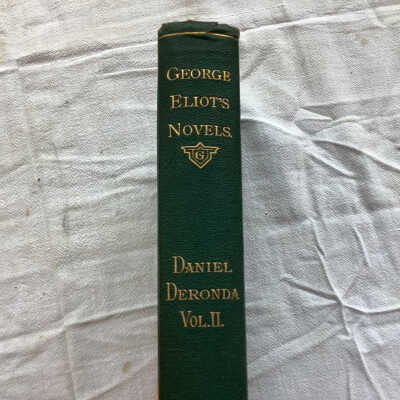 GEORGE
ELIOT'S
NOVELS.
G
DANIEL
DERONDA
VOL. II.